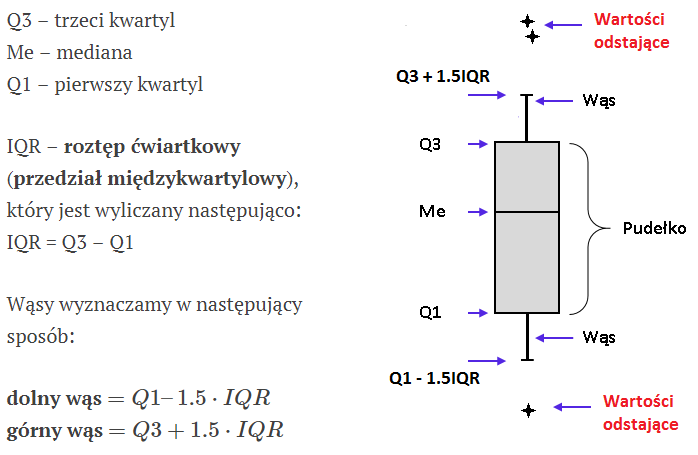 Q3 – trzeci kwartyl
Me – mediana
Q1 – pierwszy kwartyl
IQR – roztęp ćwiartkowy
(przedział międzykwartylowy),
który jest wyliczany następująco:
IQR = Q3 – Q1
Wąsy wyznaczamy w następujący
sposób:
dolny wąs = Q1–1.5 · IQR
górny wąs = Q3 + 1.5 · IQR
Wartości
odstające
Q3 + 1.5IQR
Wąs
Q3
Me
Pudełko
Q1
Wąs
Q1 - 1.5IQR
Wartości
odstające